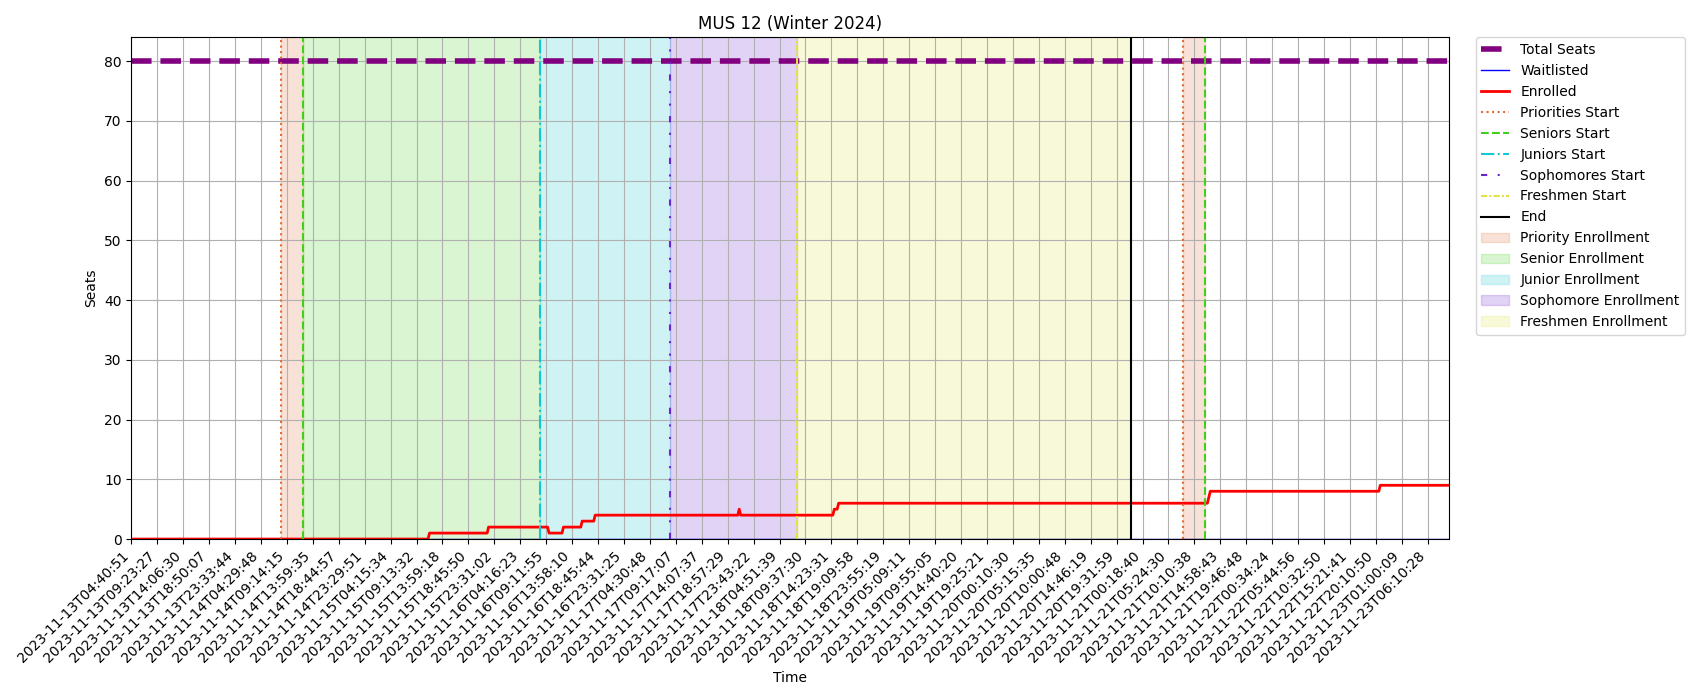 MUS 12 (Winter 2024)
Seats
80
70
60
50
40
30
20
10
0
2023-11-13T04:40:51
2023-11-13T09:23:27
2023-11-13T14:06:30
2023-11-13T18:50:07
2023-11-13T23:33:44
2023-11-14T04:29:48
2023-11-14T09:14:15
2023-11-14T13:59:35
2023-11-14T18:44:57
2023-11-14T23:29:51
2023-11-15T04:15:34
2023-11-15T09:13:32
2023-11-15T13:59:18
2023-11-15T18:45:50
2023-11-15T23:31:02
2023-11-16T04:16:23
2023-11-16T09:11:55
2023-11-16T13:58:10
2023-11-16T18:45:44
2023-11-16T23:31:25
2023-11-17T04:30:48
2023-11-17T09:17:07
2023-11-17T14:07:37
2023-11-17T18:57:29
2023-11-17T23:43:22
2023-11-18T04:51:39
2023-11-18T09:37:30
2023-11-18T14:23:31
2023-11-18T19:09:58
2023-11-18T23:55:19
2023-11-19T05:09:11
2023-11-19T09:55:05
2023-11-19T14:40:20
2023-11-19T19:25:21
2023-11-20T00:10:30
2023-11-20T05:15:35
2023-11-20T10:00:48
2023-11-20T14:46:19
2023-11-20T19:31:59
2023-11-21T00:18:40
2023-11-21T05:24:30
2023-11-21T10:10:38
2023-11-21T14:58:43
2023-11-21T19:46:48
2023-11-22T00:34:24
2023-11-22T05:44:56
2023-11-22T10:32:50
2023-11-22T15:21:41
2023-11-22T20:10:50
2023-11-23T01:00:09
2023-11-23T06:10:28
Time
Total Seats
Waitlisted
Enrolled
Priorities Start
Seniors Start
Juniors Start
Sophomores Start
Freshmen Start
End
Priority Enrollment
Senior Enrollment
Junior Enrollment
Sophomore Enrollment
Freshmen Enrollment